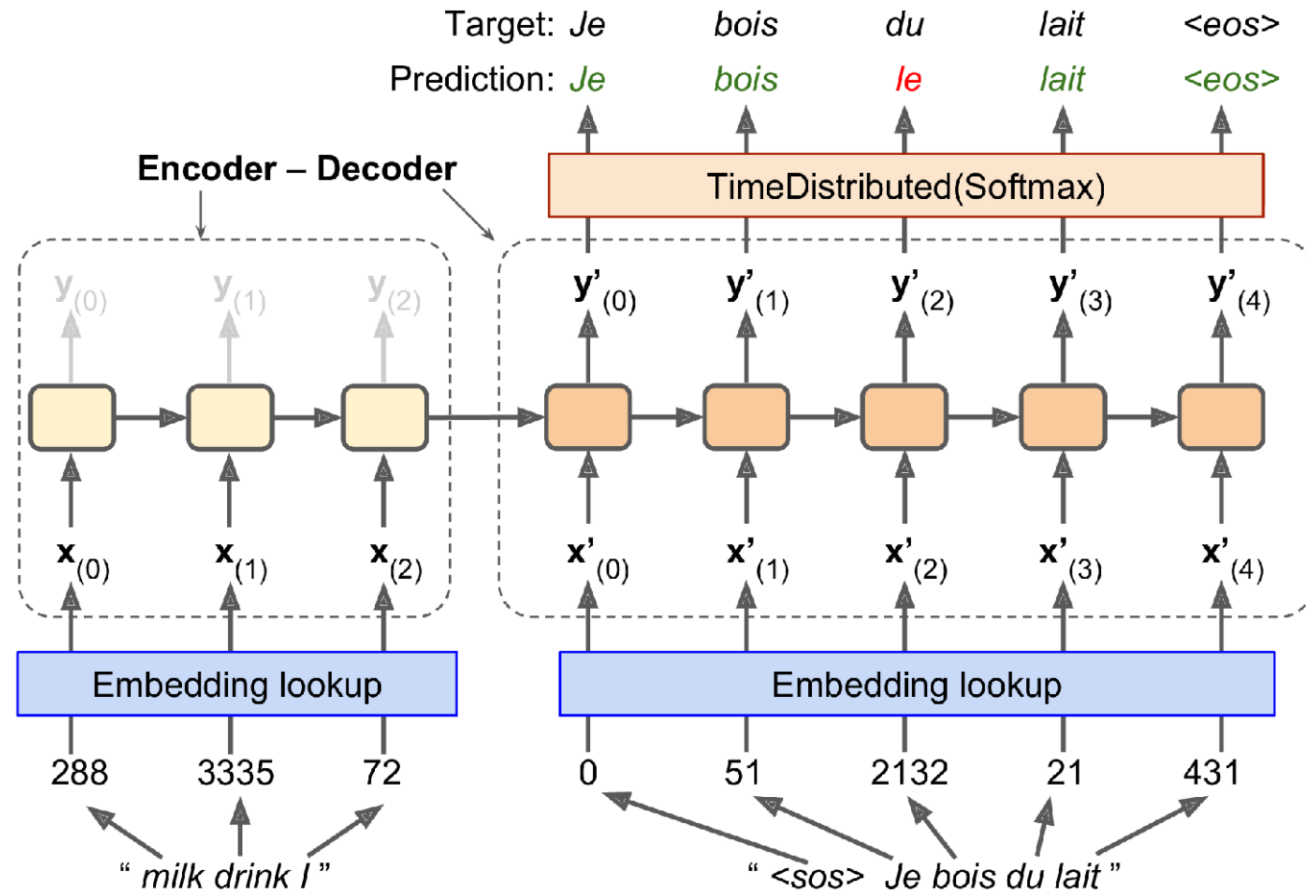 Target: Je bois du lait <eos>
Prediction: Je bois le lait <eos>
Encoder – Decoder
TimeDistributed(Softmax)
y(0) y(1) y(2) y'(0) y'(1) y'(2) y'(3) y'(4)
x(0) x(1) x(2) x'(0) x'(1) x'(2) x'(3) x'(4)
Embedding lookup Embedding lookup
288 3335 72 0 51 2132 21 431
“ milk drink I ” “ <sos> Je bois du lait ”